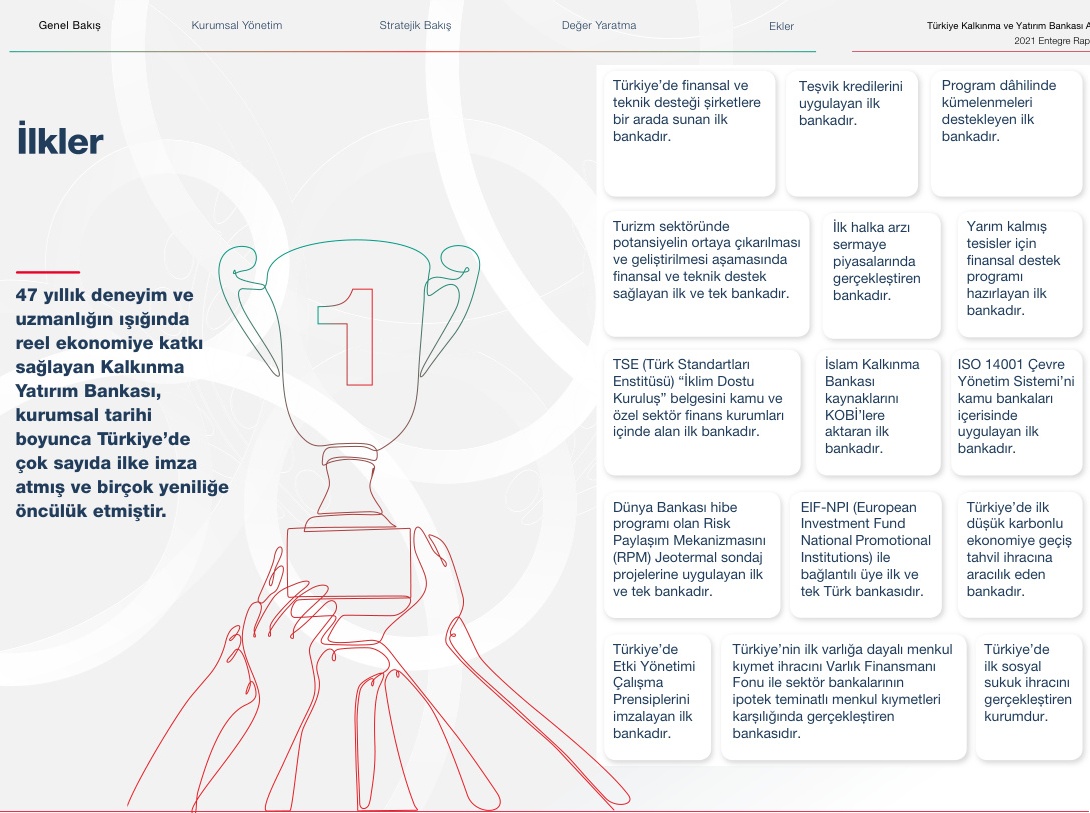 Genel Bakış
Kurumsal Yönetim
Stratejik Bakış
Değer Yaratma
Ekler
Türkiye Kalkınma ve Yatırım Bankası
2021 Entegre
İlkler
47 yıllık deneyim ve
uzmanlığın ışığında
reel ekonomiye katkı
sağlayan Kalkınma
Yatırım Bankası,
kurumsal tarihi
boyunca Türkiye’de
çok sayıda ilke imza
atmış ve birçok yeniliğe
öncülük etmiştir.
1
Türkiye’de finansal ve
teknik desteği şirketlere
bir arada sunan ilk
bankadır.
Teşvik kredilerini
uygulayan ilk
bankadır.
Program dâhilinde
kümelenmeleri
destekleyen ilk
bankadır.
Turizm sektöründe
potansiyelin ortaya çıkarılması
ve geliştirilmesi aşamasında
finansal ve teknik destek
sağlayan ilk ve tek bankadır.
İlk halka arzı
sermaye
piyasalarında
gerçekleştiren
bankadır.
Yarım kalmış
tesisler için
finansal destek
programı
hazırlayan ilk
bankadır.
TSE (Türk Standartları
Enstitüsü) “İklim Dostu
Kuruluş” belgesini kamu ve
özel sektör finans kurumları
içinde alan ilk bankadır.
İslam Kalkınma
Bankası
kaynaklarını
KOBİ’lere
aktaran ilk
bankadır.
ISO 14001 Çevre
Yönetim Sistemi’ni
kamu bankaları
içerisinde
uygulayan ilk
bankadır.
Dünya Bankası hibe
programı olan Risk
Paylaşım Mekanizmasını
(RPM) Jeotermal sondaj
projelerine uygulayan ilk
ve tek bankadır.
EIF-NPI (European
Investment Fund
National Promotional
Institutions) ile
bağlantılı üye ilk ve
tek Türk bankasıdır.
Türkiye’de ilk
düşük karbonlu
ekonomiye geçiş
tahvil ihracına
aracılık eden
bankadır.
Türkiye’de
Etki Yönetimi
Çalışma
Prensiplerini
imzalayan ilk
bankadır.
Türkiye’nin ilk varlığa dayalı menkul
kıymet ihracını Varlık Finansmanı
Fonu ile sektör bankalarının
ipotek teminatlı menkul kıymetleri
karşılığında gerçekleştiren
bankasıdır.
Türkiye’de
ilk sosyal
sukuk ihracını
gerçekleştiren
kurumdur.